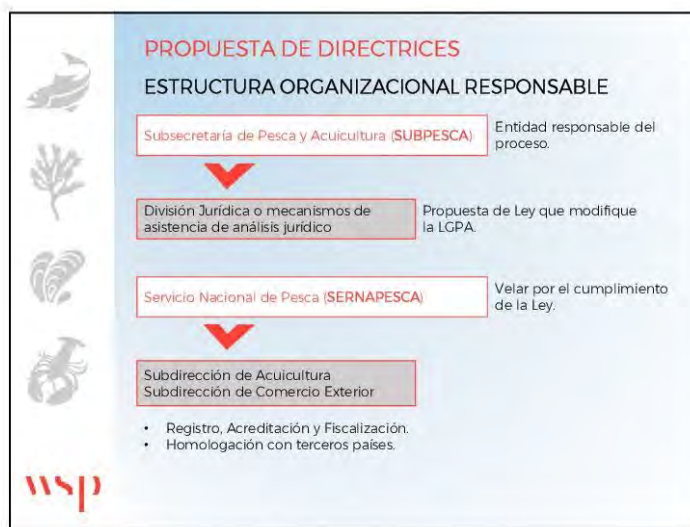 PROPUESTA DE DIRECTRICES
ESTRUCTURA ORGANIZACIONAL RESPONSABLE
Subsecretaría de Pesca y Acuicultura (SUBPESCA)
Entidad responsable del
proceso.
División Jurídica o mecanismos de
asistencia de análisis jurídico
Propuesta de Ley que modifique
la LGPA.
Servicio Nacional de Pesca (SERNAPESCA)
Velar por el cumplimiento
de la Ley.
Subdirección de Acuicultura
Subdirección de Comercio Exterior
• Registro, Acreditación y Fiscalización.
• Homologación con terceros países.
wsp